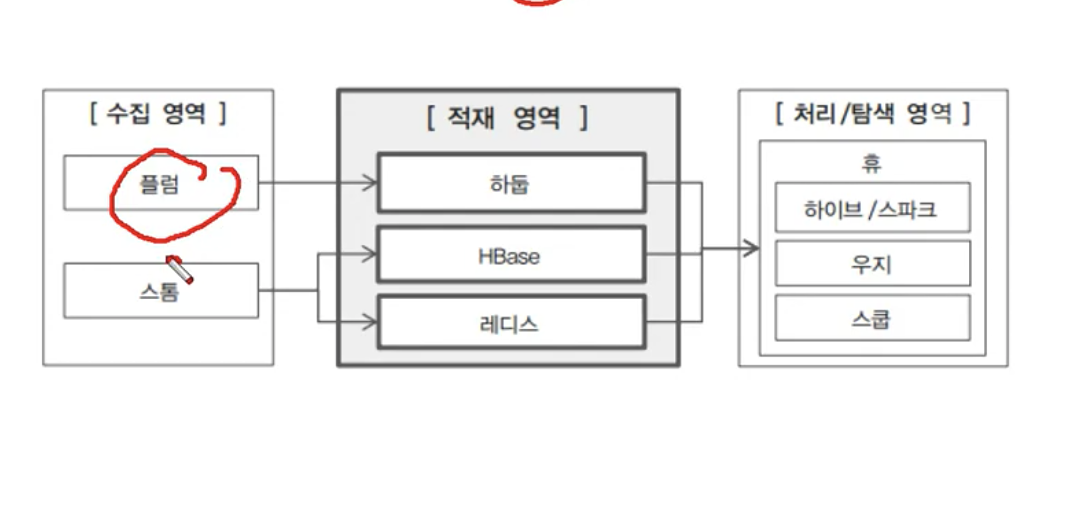 [ 수집 영역 ]
플럼
스톰
[ 적재 영역 ]
하둡
HBase
레디스
[ 처리/탐색 영역 ]
휴
하이브/스파크
우지
스쿱